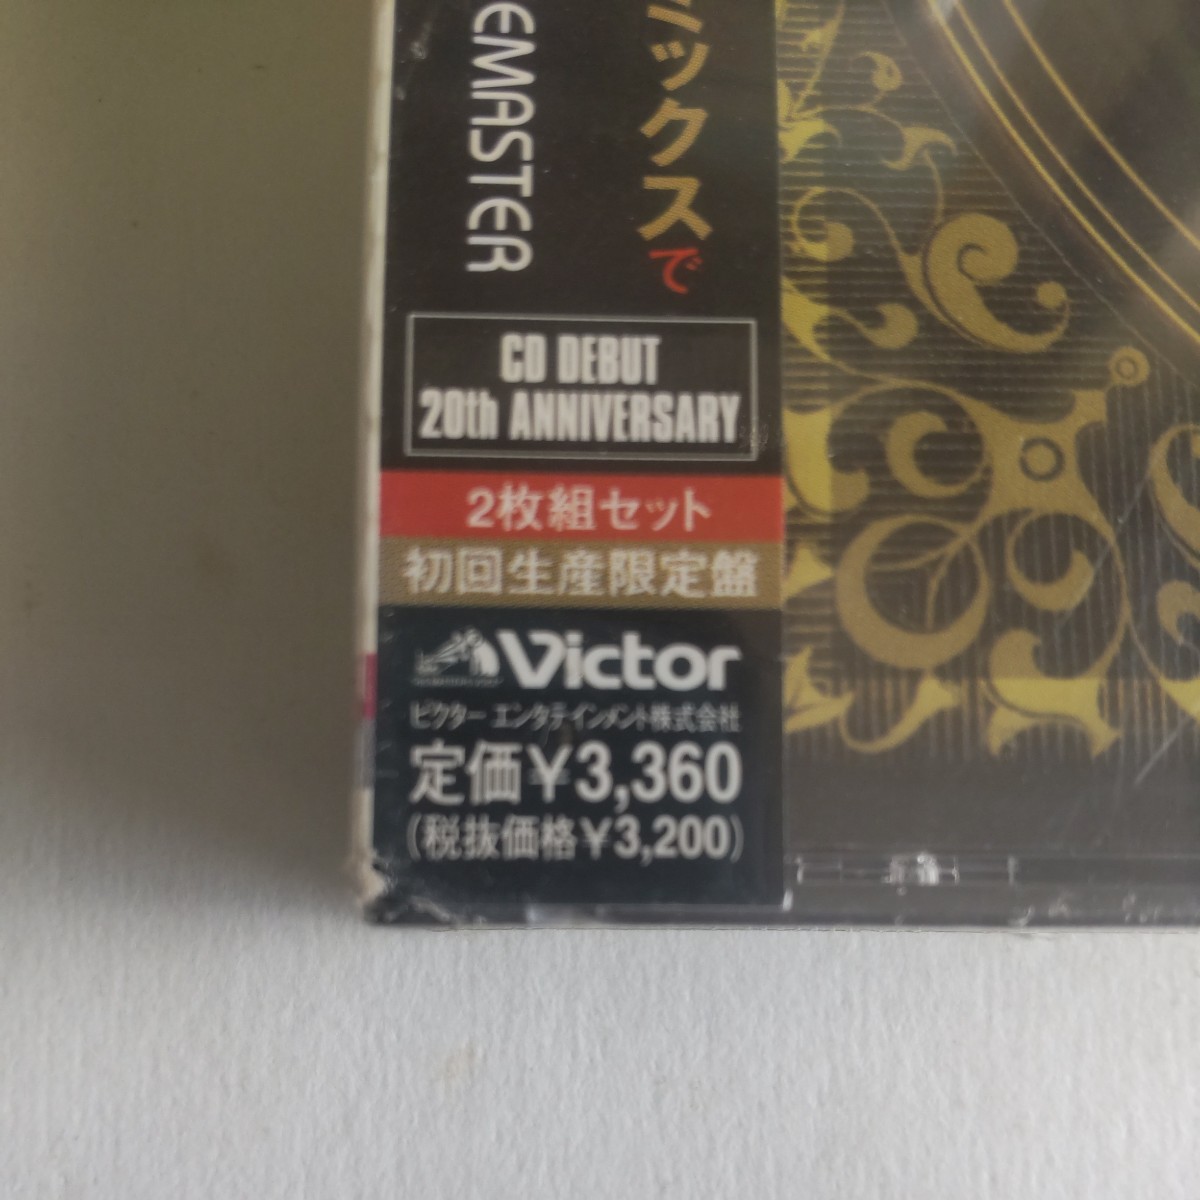 EMASTER
ミックスで
CD DEBUT
20th ANNIVERSARY
2枚組セット
初回生産限定盤
Victor
ビクター エンタテインメント株式会社
定価¥3,360
(税抜価格¥3,200)